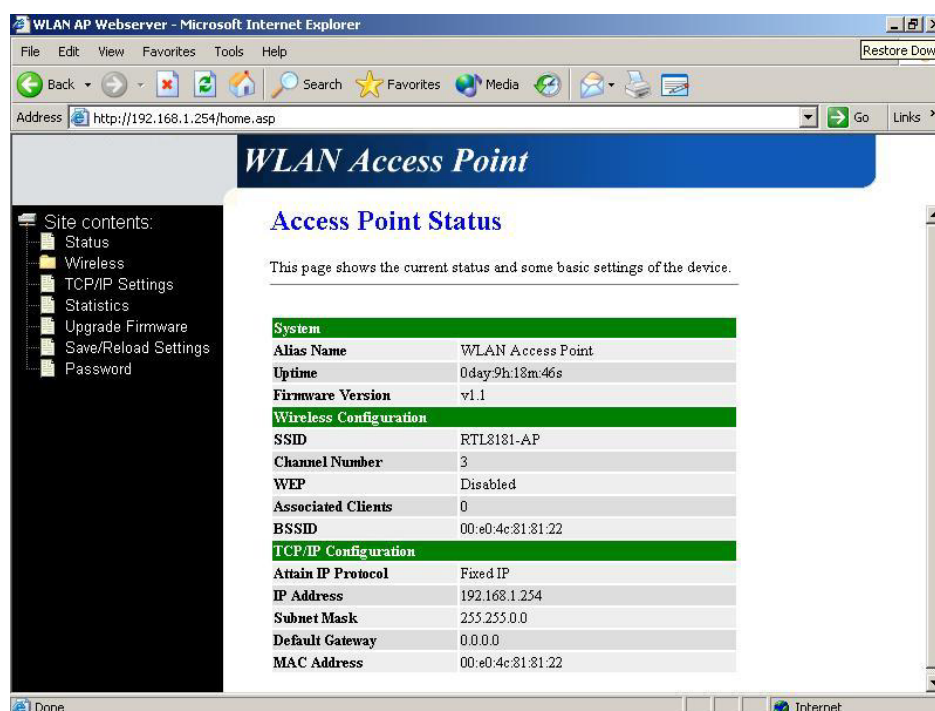 WLAN AP Webserver - Microsoft Internet Explorer
File Edit View Favorites Tools Help
Restore Dow
Back Search Favorites Media
Address http://192.168.1.254/home.asp Go Links
WLAN Access Point
Site contents:
Status
Wireless
TCP/IP Settings
Statistics
Upgrade Firmware
Save/Reload Settings
Password
Access Point Status
This page shows the current status and some basic settings of the device.
System
Alias Name WLAN Access Point
Uptime 0day:9h:18m:46s
Firmware Version v1.1
Wireless Configuration
SSID RTL8181-AP
Channel Number 3
WEP Disabled
Associated Clients 0
BSSID 00:e0:4c:81:81:22
TCP/IP Configuration
Attain IP Protocol Fixed IP
IP Address 192.168.1.254
Subnet Mask 255.255.0.0
Default Gateway 0.0.0.0
MAC Address 00:e0:4c:81:81:22
Done Internet